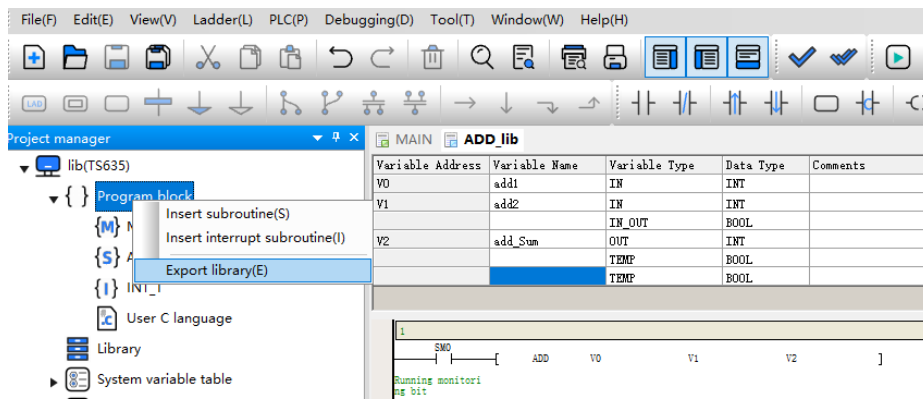 File(F) Edit(E) View(V) Ladder(L) PLC(P) Debugging(D) Tool(T) Window(W) Help(H)
LAD
Project manager
MAIN ADD_lib
lib(TS635)
Program block
Insert subroutine(S)
Insert interrupt subroutine(I)
Export library(E)
INT_1
User C language
Library
System variable table
Variable Address Variable Name Variable Type Data Type Comments
V0 add1 IN INT
V1 add2 IN INT
IN_OUT BOOL
V2 add_Sum OUT INT
TEMP BOOL
TEMP BOOL
1
SM0
[ ADD V0 V1 V2 ]
Running monitori
ng bit